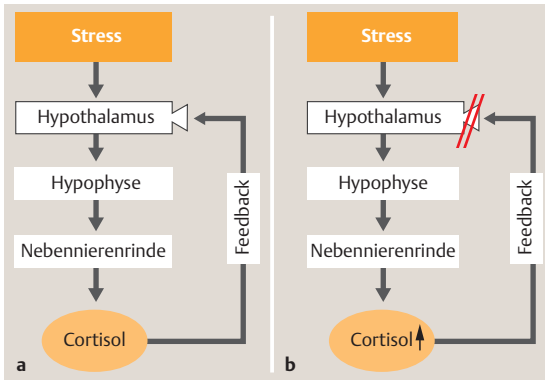 Stress
Hypothalamus
Hypophyse
Nebennierenrinde
Cortisol
Feedback
a
Stress
Hypothalamus
Hypophyse
Nebennierenrinde
Cortisol
Feedback
b